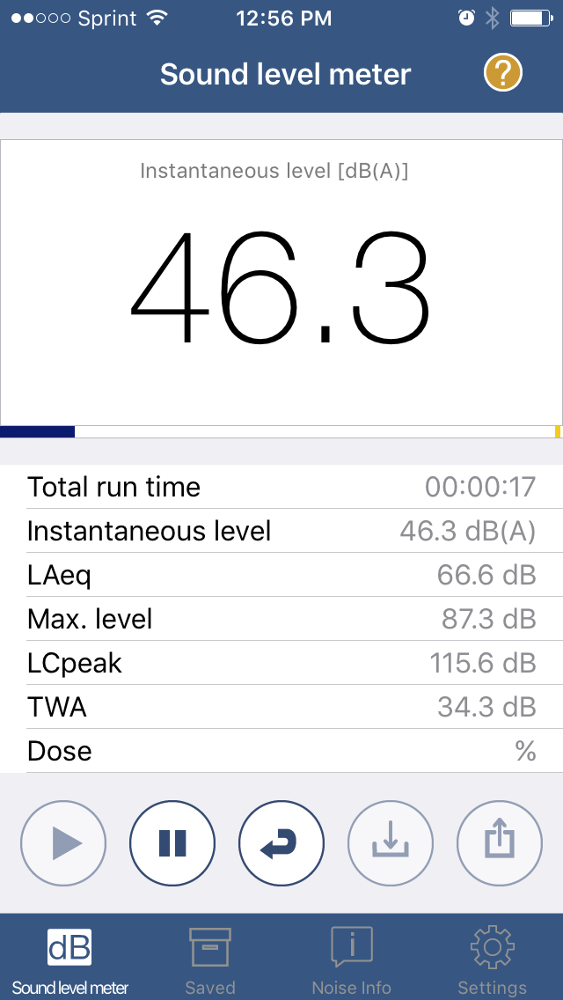 Sprint 12:56 PM
Sound level meter ?
Instantaneous level [dB(A)]
46.3
Total run time 00:00:17
Instantaneous level 46.3 dB(A)
LAeq 66.6 dB
Max. level 87.3 dB
LCpeak 115.6 dB
TWA 34.3 dB
Dose %
dB i
Sound level meter Saved Noise Info Settings